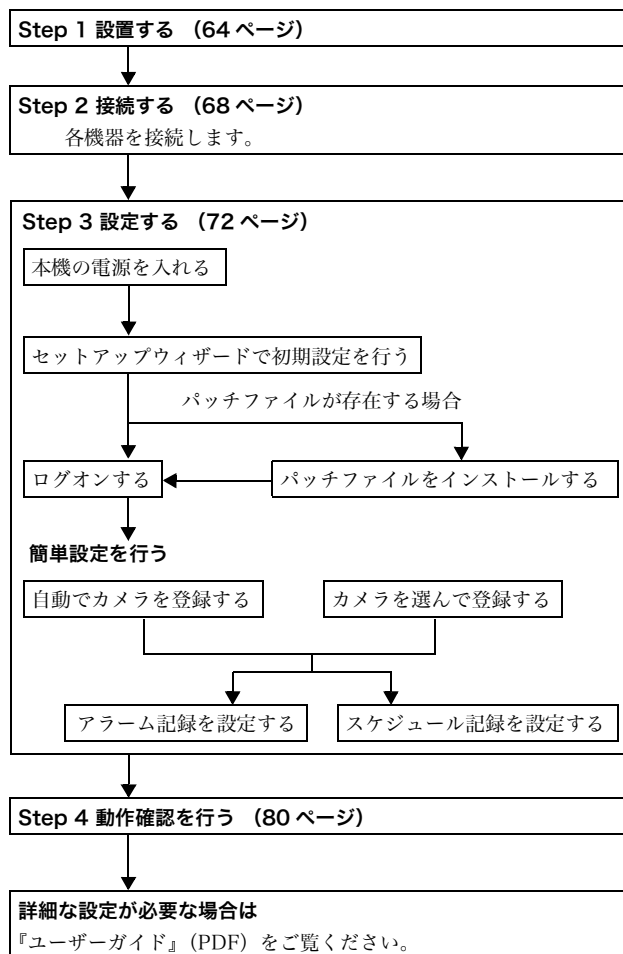 Step 1 設置する （64 ページ）
Step 2 接続する （68 ページ）
各機器を接続します。
Step 3 設定する （72 ページ）
本機の電源を入れる
セットアップウィザードで初期設定を行う
パッチファイルが存在する場合
ログオンする
パッチファイルをインストールする
簡単設定を行う
自動でカメラを登録する
カメラを選んで登録する
アラーム記録を設定する
スケジュール記録を設定する
Step 4 動作確認を行う （80 ページ）
詳細な設定が必要な場合は
『ユーザーガイド』（PDF）をご覧ください。